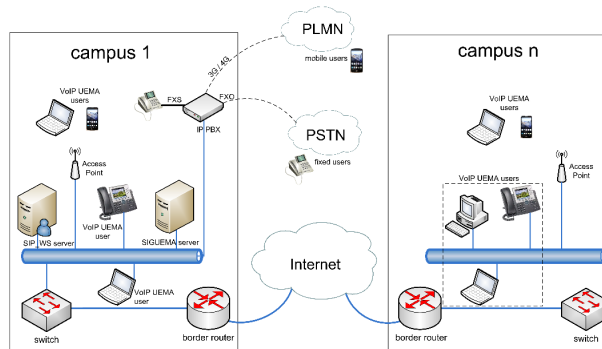 campus 1
PLMN
mobile users
campus n
3G / 4G
VoIP UEMA
users
FXS
FXO
IP PBX
PSTN
fixed users
VoIP UEMA
users
Access
Point
Access
Point
VoIP UEMA users
SIP, WS server
VoIP UEMA
user
SIGUEMA server
Internet
VoIP UEMA
user
switch
border router
border router
switch